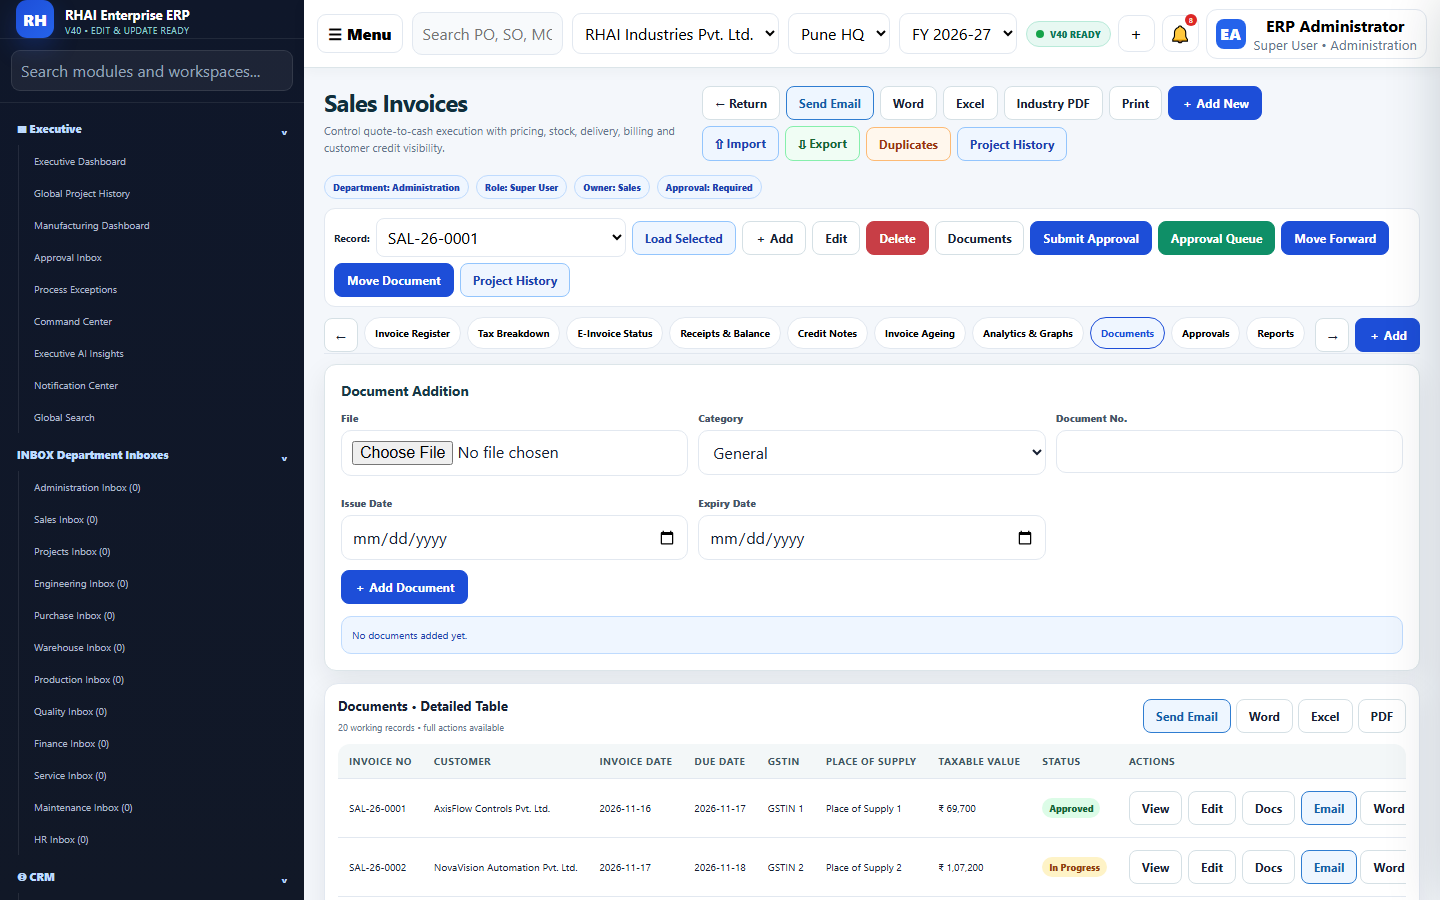 RH
RHAI Enterprise ERP
V40 • EDIT & UPDATE READY
Search modules and workspaces...
Executive
Executive Dashboard
Global Project History
Manufacturing Dashboard
Approval Inbox
Process Exceptions
Command Center
Executive AI Insights
Notification Center
Global Search
INBOX Department Inboxes
Administration Inbox (0)
Sales Inbox (0)
Projects Inbox (0)
Engineering Inbox (0)
Purchase Inbox (0)
Warehouse Inbox (0)
Production Inbox (0)
Quality Inbox (0)
Finance Inbox (0)
Service Inbox (0)
Maintenance Inbox (0)
HR Inbox (0)
CRM
☰ Menu
Search PO, SO, MO
RHAI Industries Pvt. Ltd.
Pune HQ
FY 2026-27
V40 READY
+
8
EA
ERP Administrator
Super User • Administration
Sales Invoices
Control quote-to-cash execution with pricing, stock, delivery, billing and
customer credit visibility.
← Return
Send Email
Word
Excel
Industry PDF
Print
+ Add New
⇧ Import
⇩ Export
Duplicates
Project History
Department: Administration
Role: Super User
Owner: Sales
Approval: Required
Record:
SAL-26-0001
Load Selected
+ Add
Edit
Delete
Documents
Submit Approval
Approval Queue
Move Forward
Move Document
Project History
←
Invoice Register
Tax Breakdown
E-Invoice Status
Receipts & Balance
Credit Notes
Invoice Ageing
Analytics & Graphs
Documents
Approvals
Reports
→
+ Add
Document Addition
File
Category
Document No.
Choose File No file chosen
General
Issue Date
Expiry Date
mm/dd/yyyy
mm/dd/yyyy
+ Add Document
No documents added yet.
Documents • Detailed Table
20 working records • full actions available
Send Email
Word
Excel
PDF
INVOICE NO CUSTOMER INVOICE DATE DUE DATE GSTIN PLACE OF SUPPLY TAXABLE VALUE STATUS ACTIONS
SAL-26-0001 AxisFlow Controls Pvt. Ltd. 2026-11-16 2026-11-17 GSTIN 1 Place of Supply 1 ₹ 69,700 Approved View Edit Docs Email Word
SAL-26-0002 NovaVision Automation Pvt. Ltd. 2026-11-17 2026-11-18 GSTIN 2 Place of Supply 2 ₹ 1,07,200 In Progress View Edit Docs Email Word